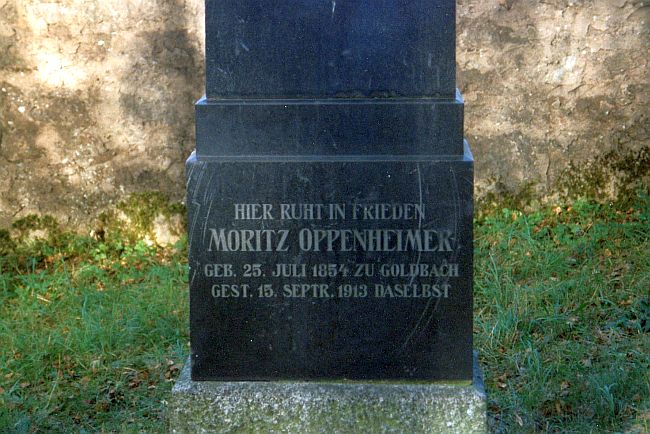 HIER RUHT IN FRIEDEN
MORITZ OPPENHEIMER
GEB. 25. JULI 1854 ZU GOLDBACH
GEST. 15. SEPTR. 1913 DASELBST